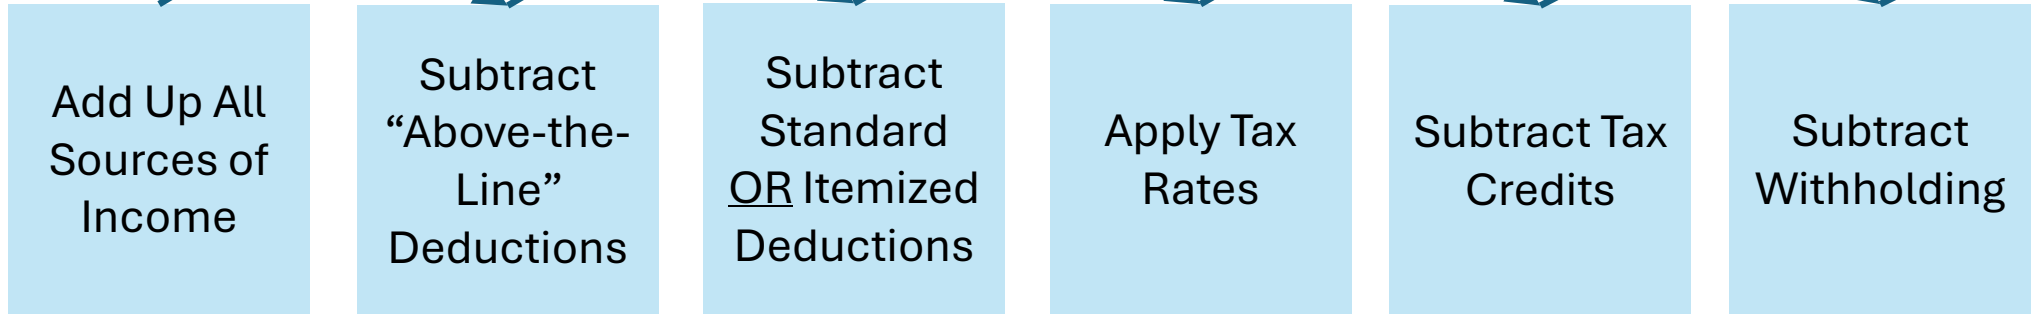 Add Up All
Sources of
Income
Subtract
“Above-the-
Line”
Deductions
Subtract
Standard
OR Itemized
Deductions
Apply Tax
Rates
Subtract Tax
Credits
Subtract
Withholding